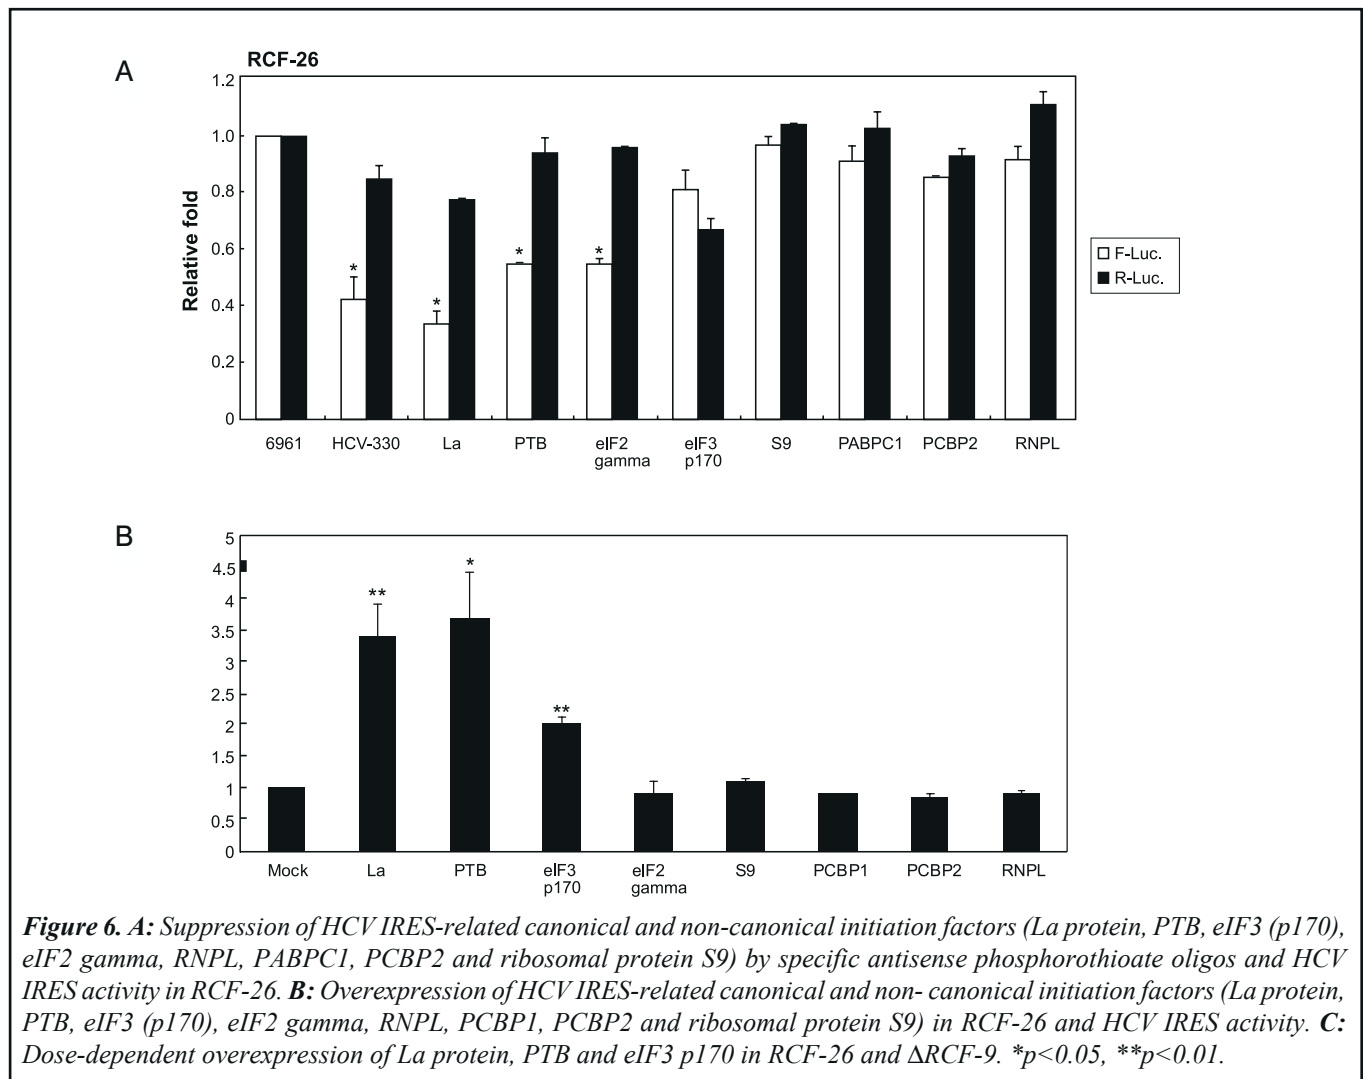 A
RCF-26
Relative fold
1.2
1.0
0.8
0.6
0.4
0.2
0
* * * *
F-Luc.
R-Luc.
6961 HCV-330 La PTB eIF2 gamma eIF3 p170 S9 PABPC1 PCBP2 RNPL
B
5
4.5
4
3.5
3
2.5
2
1.5
1
0.5
0
** * **
Mock La PTB eIF3 p170 eIF2 gamma S9 PCBP1 PCBP2 RNPL
Figure 6. A: Suppression of HCV IRES-related canonical and non-canonical initiation factors (La protein, PTB, eIF3 (p170),
eIF2 gamma, RNPL, PABPC1, PCBP2 and ribosomal protein S9) by specific antisense phosphorothioate oligos and HCV
IRES activity in RCF-26. B: Overexpression of HCV IRES-related canonical and non- canonical initiation factors (La protein,
PTB, eIF3 (p170), eIF2 gamma, RNPL, PCBP1, PCBP2 and ribosomal protein S9) in RCF-26 and HCV IRES activity. C:
Dose-dependent overexpression of La protein, PTB and eIF3 p170 in RCF-26 and ΔRCF-9. *p<0.05, **p<0.01.